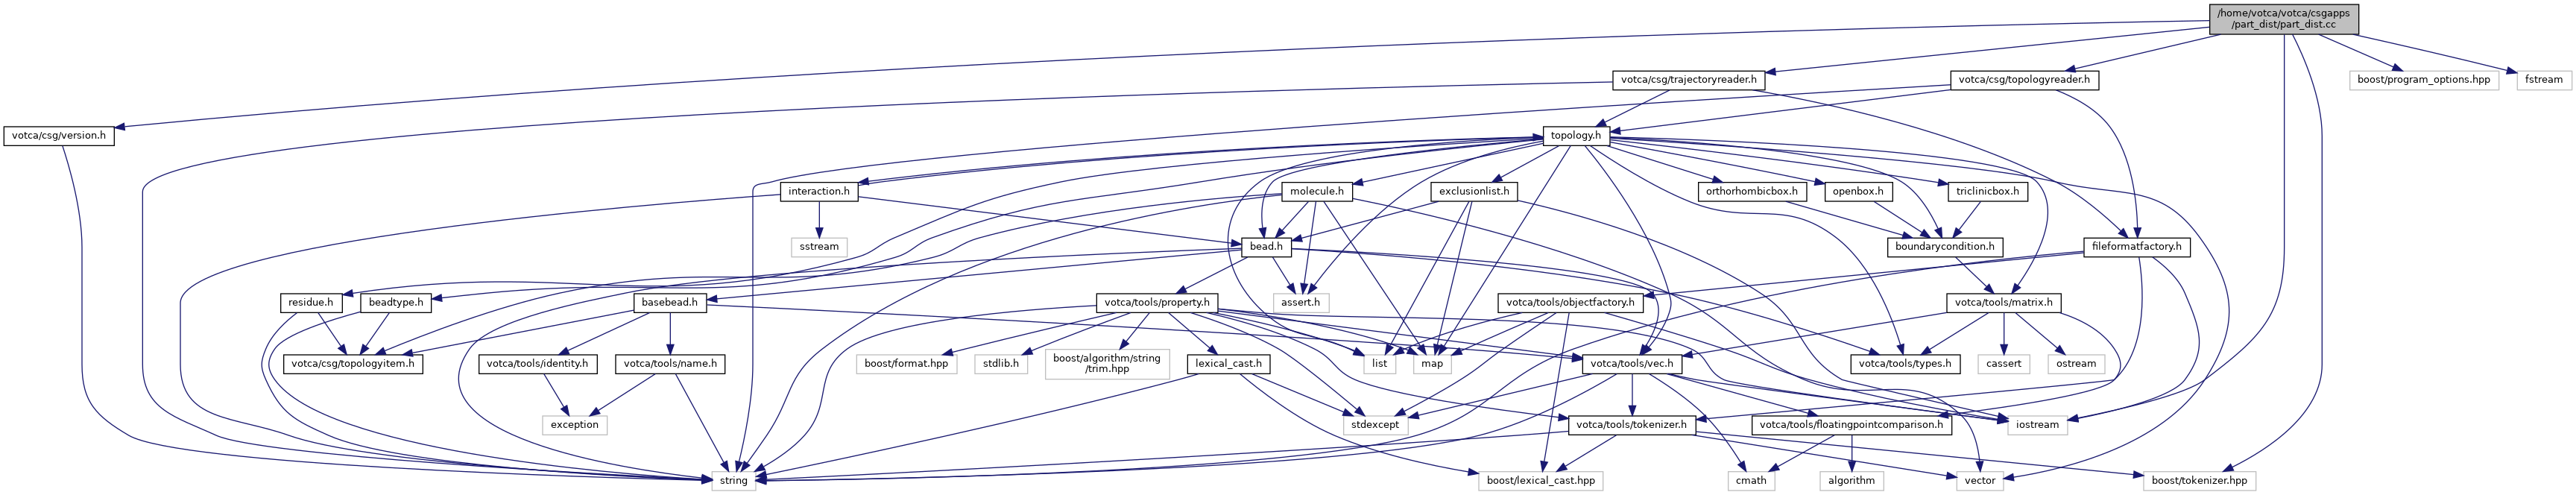 /home/votca/votca/csgapps
/part_dist/part_dist.cc
votca/csg/trajectoryreader.h
votca/csg/topologyreader.h
boost/program_options.hpp
fstream
votca/csg/version.h
topology.h
interaction.h
molecule.h
exclusionlist.h
orthorhombicbox.h
openbox.h
triclinicbox.h
sstream
bead.h
boundarycondition.h
fileformatfactory.h
residue.h
beadtype.h
basebead.h
votca/tools/property.h
assert.h
votca/tools/objectfactory.h
votca/tools/matrix.h
votca/csg/topologyitem.h
votca/tools/identity.h
votca/tools/name.h
boost/format.hpp
stdlib.h
boost/algorithm/string
/trim.hpp
lexical_cast.h
list
map
votca/tools/vec.h
votca/tools/types.h
cassert
ostream
exception
stdexcept
votca/tools/tokenizer.h
votca/tools/floatingpointcomparison.h
iostream
string
boost/lexical_cast.hpp
cmath
algorithm
vector
boost/tokenizer.hpp